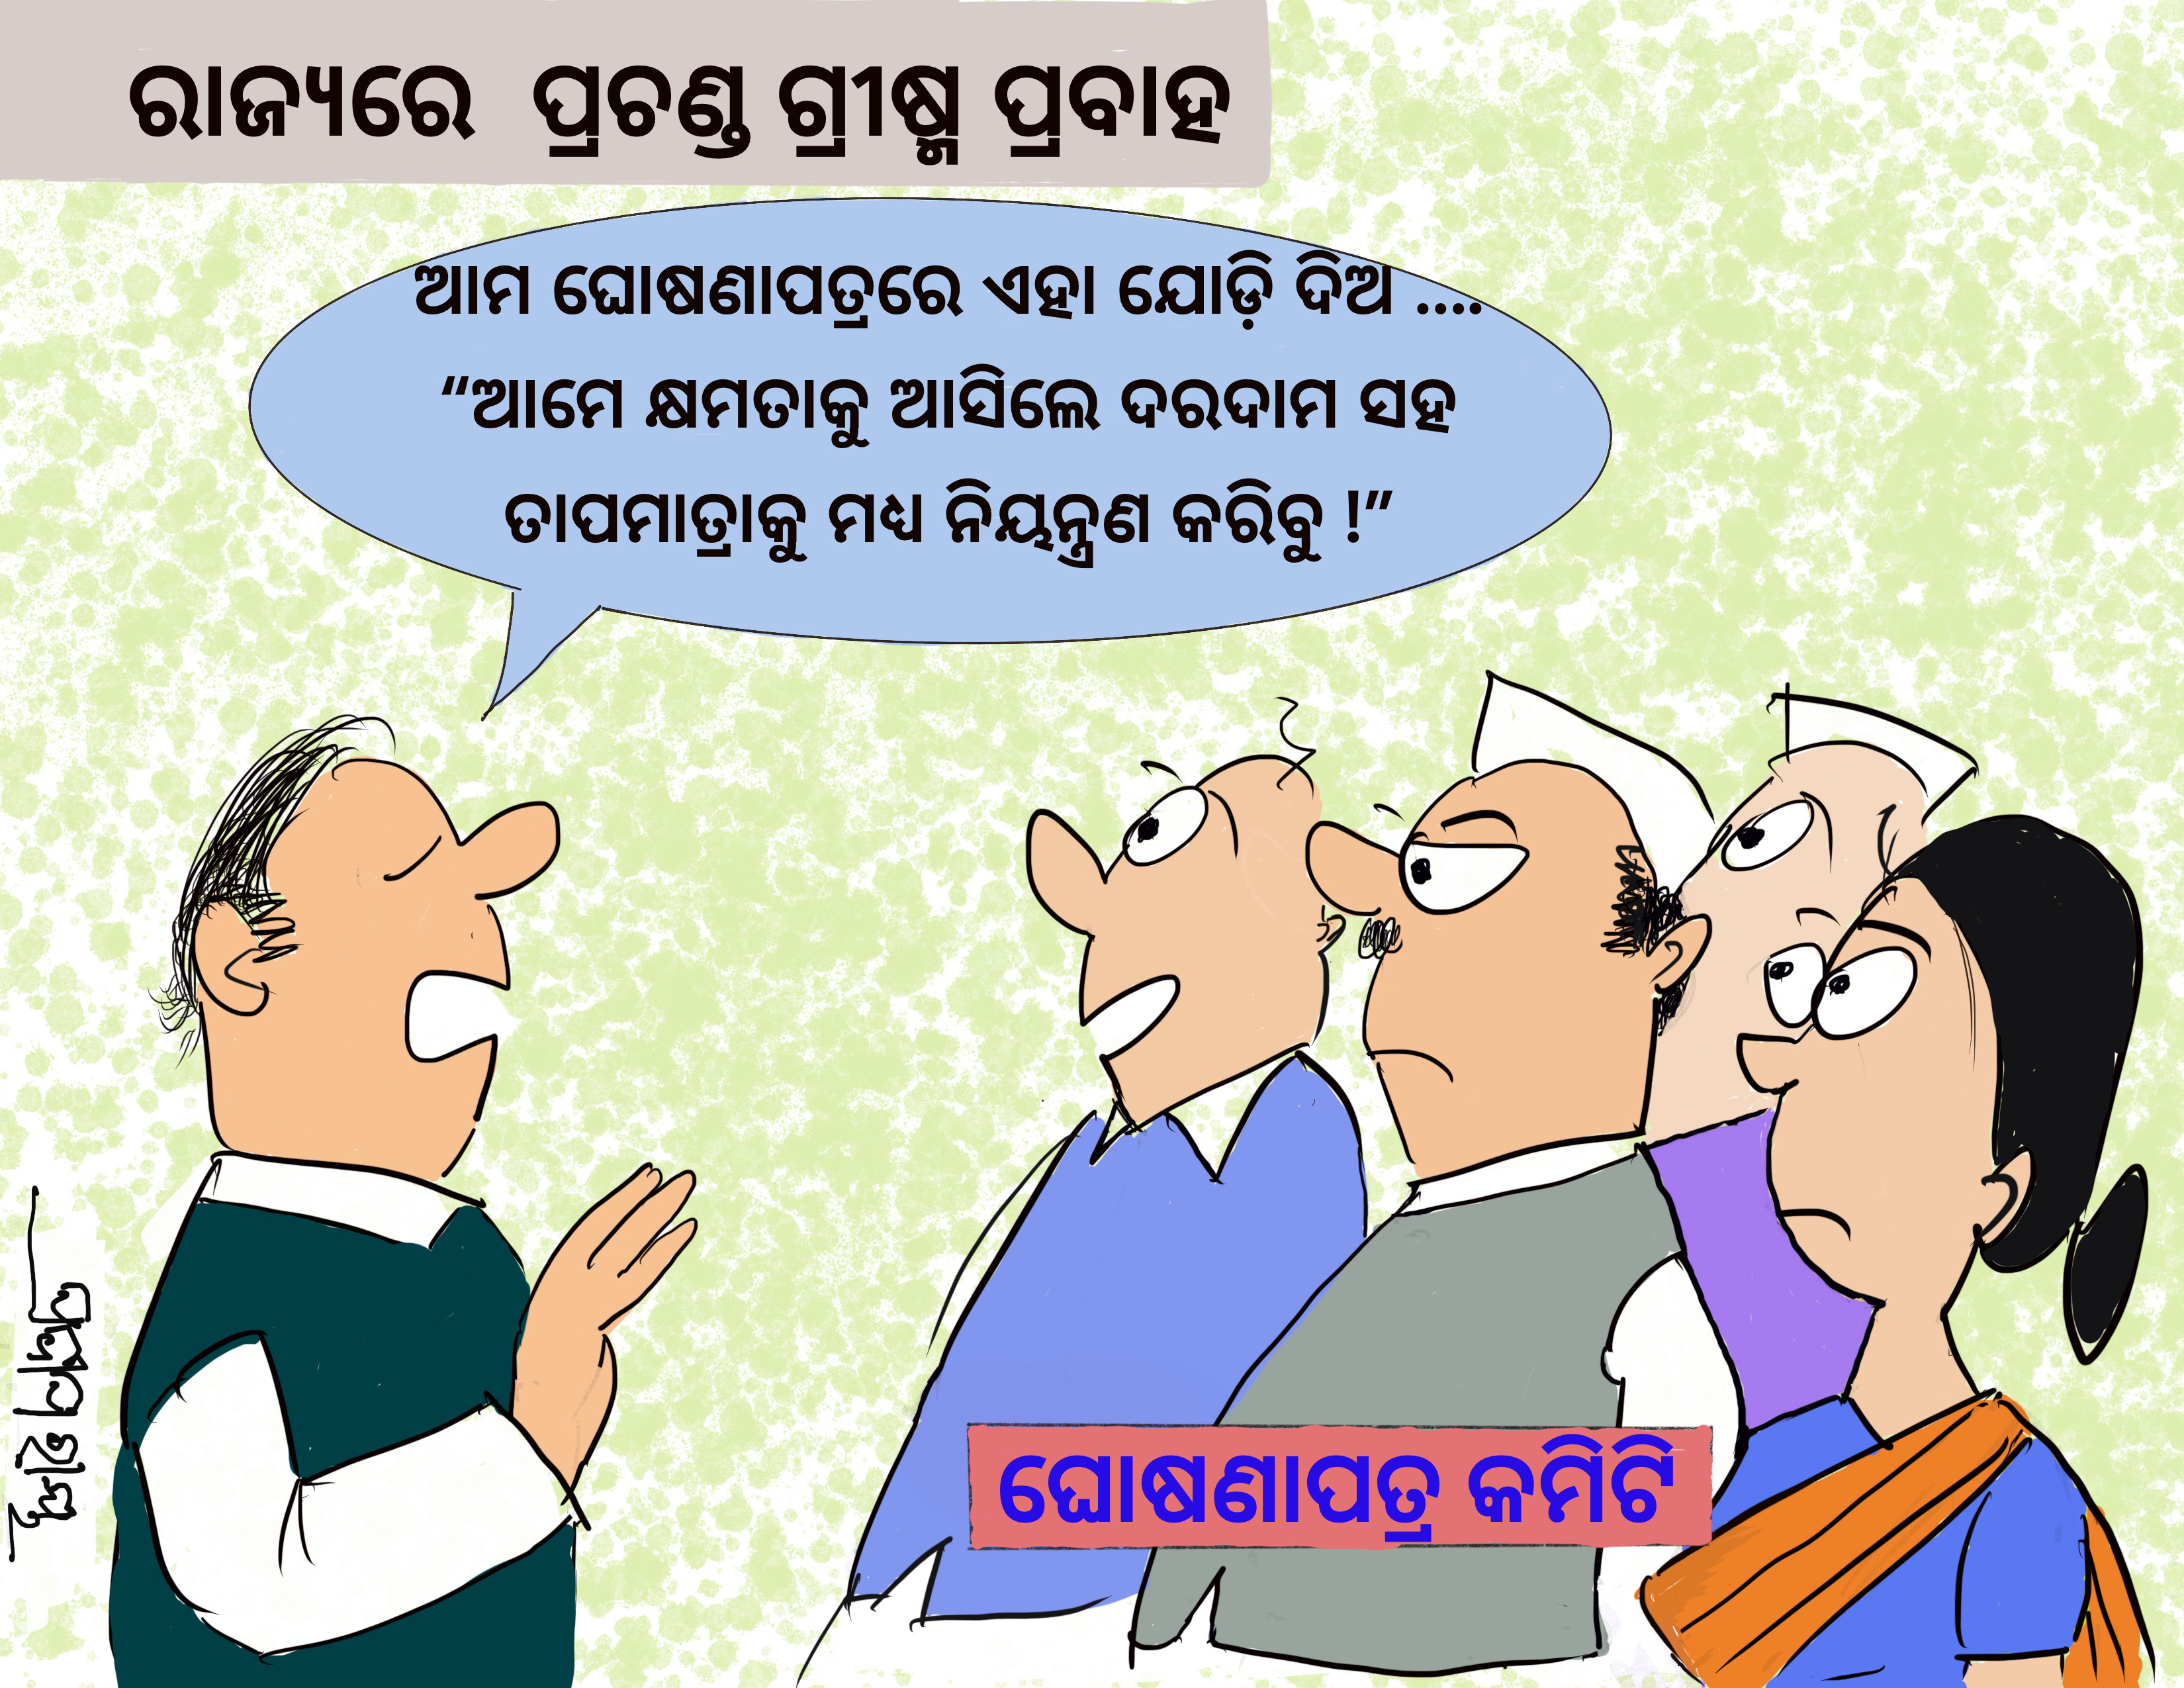 ରାଜ୍ୟରେ ପ୍ରଚଣ୍ଡ ଗ୍ରୀଷ୍ମ ପ୍ରବାହ
ଆମ ଘୋଷଣାପତ୍ରରେ ଏହା ଯୋଡ଼ି ଦିଅ ....
“ଆମେ କ୍ଷମତାକୁ ଆସିଲେ ଦରଦାମ ସହ
ତାପମାତ୍ରାକୁ ମଧ୍ୟ ନିୟନ୍ତ୍ରଣ କରିବୁ !”
ଘୋଷଣାପତ୍ର କମିଟି